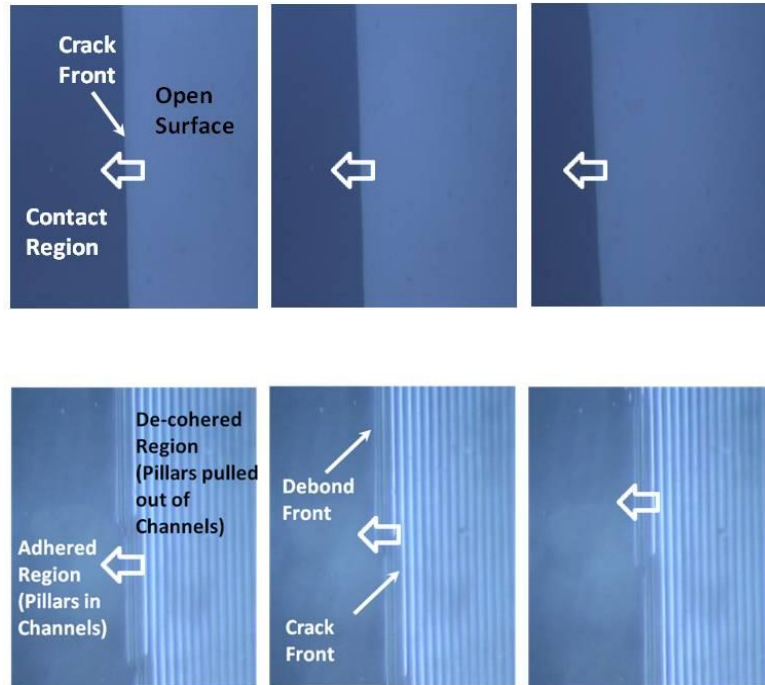 Crack
Front
Open
Surface
Contact
Region
De-cohered
Region
(Pillars pulled
out of
Channels)
Adhered
Region
(Pillars in
Channels)
Debond
Front
Crack
Front